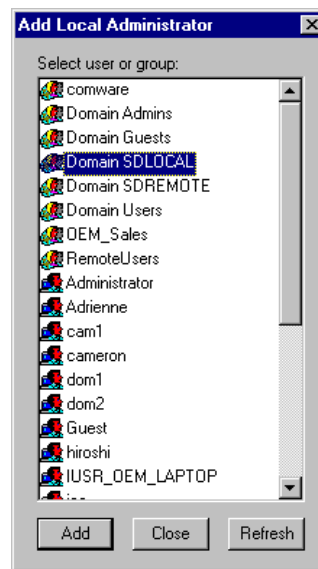 Add Local Administrator
Select user or group:
comware
Domain Admins
Domain Guests
Domain SDLOCAL
Domain SDREMOTE
Domain Users
OEM_Sales
RemoteUsers
Administrator
Adrienne
cam1
cameron
dom1
dom2
Guest
hiroshi
IUSR_OEM_LAPTOP
Add Close Refresh